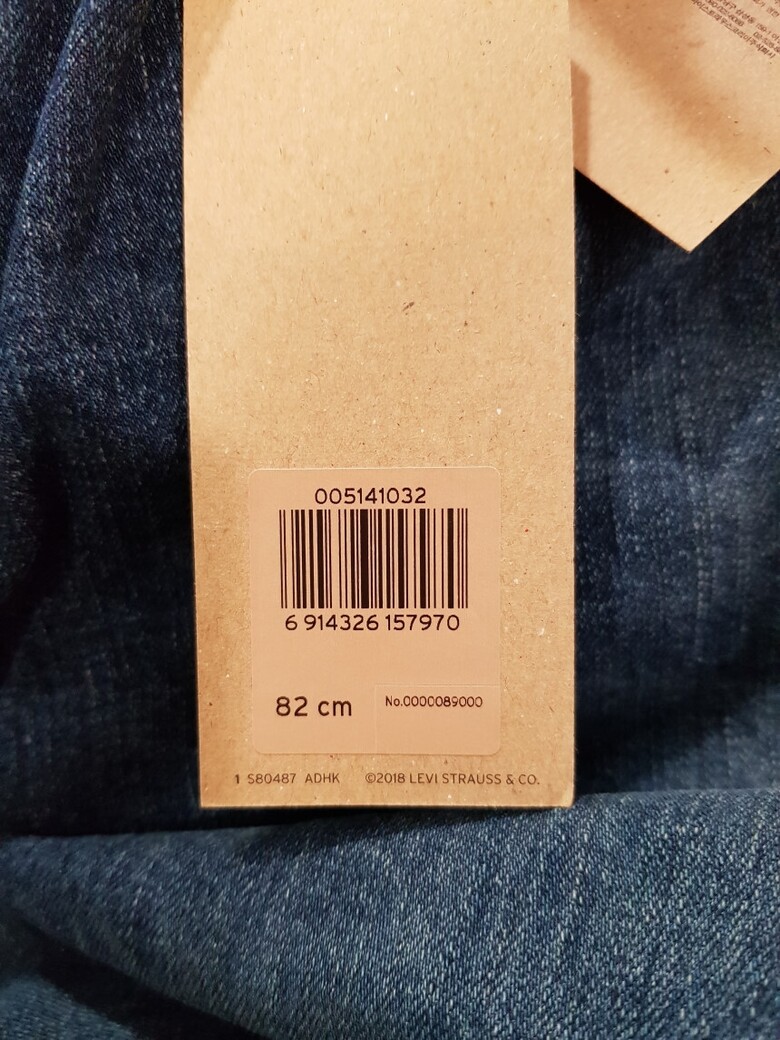 005141032
6 914326 157970
82 cm
No.0000089000
1 S80487 ADHK ©2018 LEVI STRAUSS & CO.